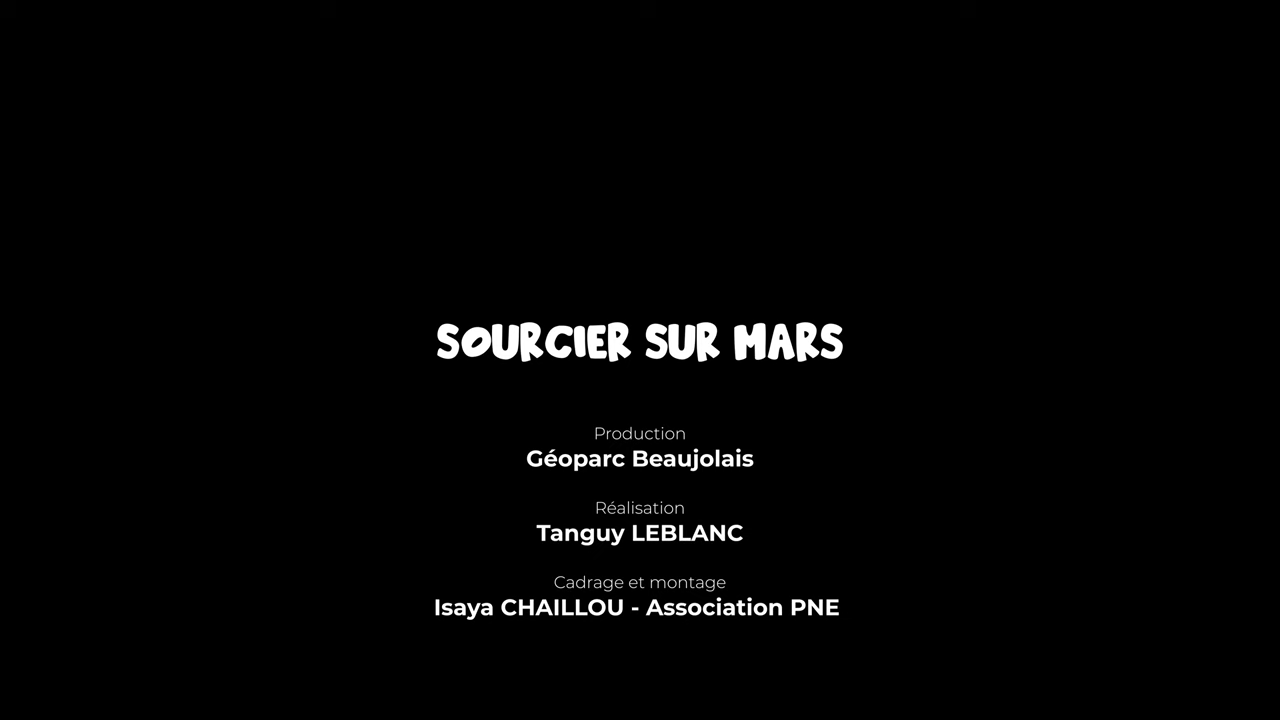 SOURCIER SUR MARS
Production
Géoparc Beaujolais
Réalisation
Tanguy LEBLANC
Cadrage et montage
Isaya CHAILLOU - Association PNE